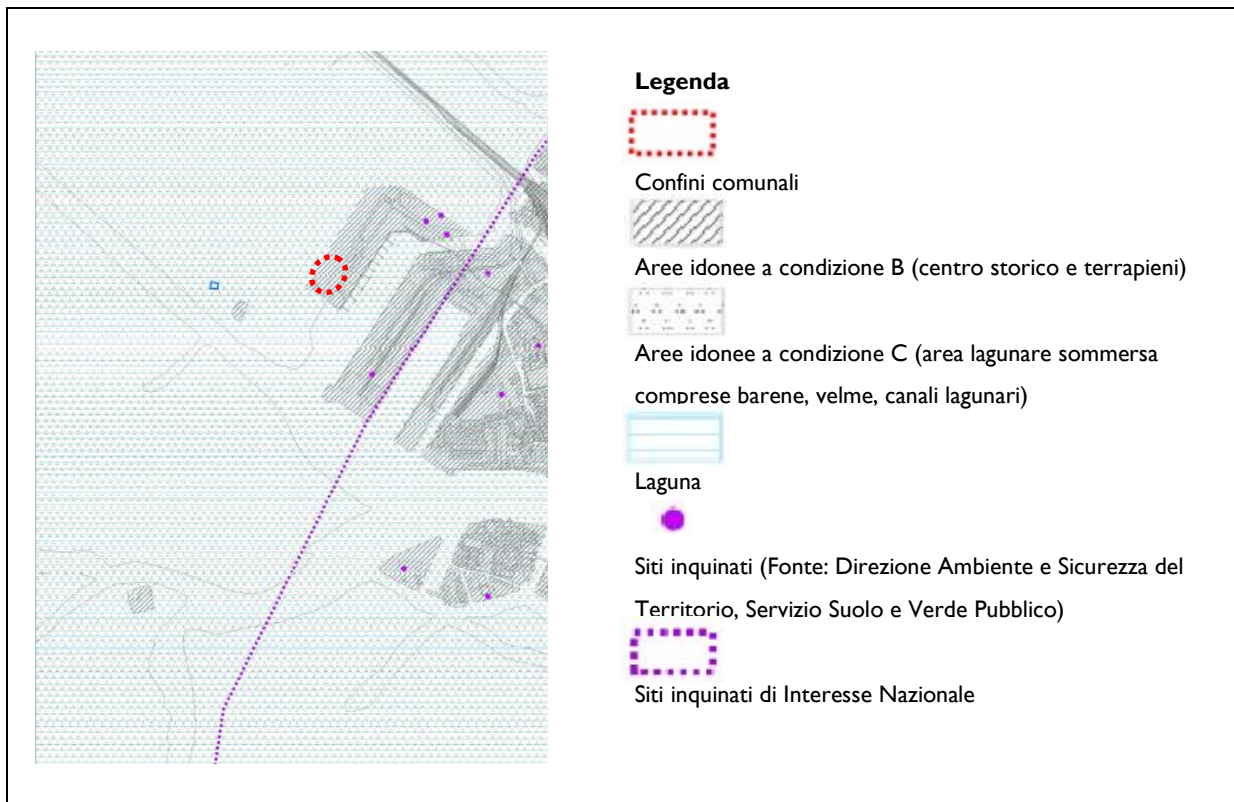 Legenda
Confini comunali
Aree idonee a condizione B (centro storico e terrapieni)
Aree idonee a condizione C (area lagunare sommersa
comprese barene, velme, canali lagunari)
Laguna
Siti inquinati (Fonte: Direzione Ambiente e Sicurezza del
Territorio, Servizio Suolo e Verde Pubblico)
Siti inquinati di Interesse Nazionale